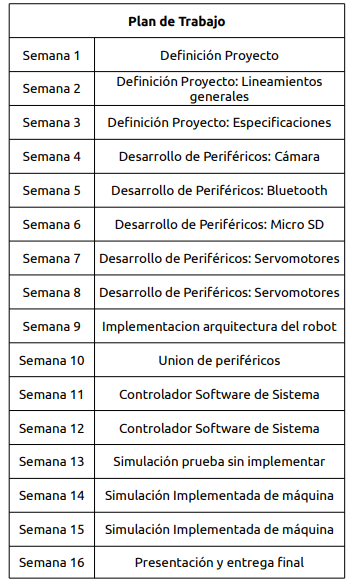 Plan de Trabajo
Semana 1 Definición Proyecto
Semana 2 Definición Proyecto: Lineamientos
generales
Semana 3 Definición Proyecto: Especificaciones
Semana 4 Desarrollo de Periféricos: Cámara
Semana 5 Desarrollo de Periféricos: Bluetooth
Semana 6 Desarrollo de Periféricos: Micro SD
Semana 7 Desarrollo de Periféricos: Servomotores
Semana 8 Desarrollo de Periféricos: Servomotores
Semana 9 Implementacion arquitectura del robot
Semana 10 Union de periféricos
Semana 11 Controlador Software de Sistema
Semana 12 Controlador Software de Sistema
Semana 13 Simulación prueba sin implementar
Semana 14 Simulación Implementada de máquina
Semana 15 Simulación Implementada de máquina
Semana 16 Presentación y entrega final